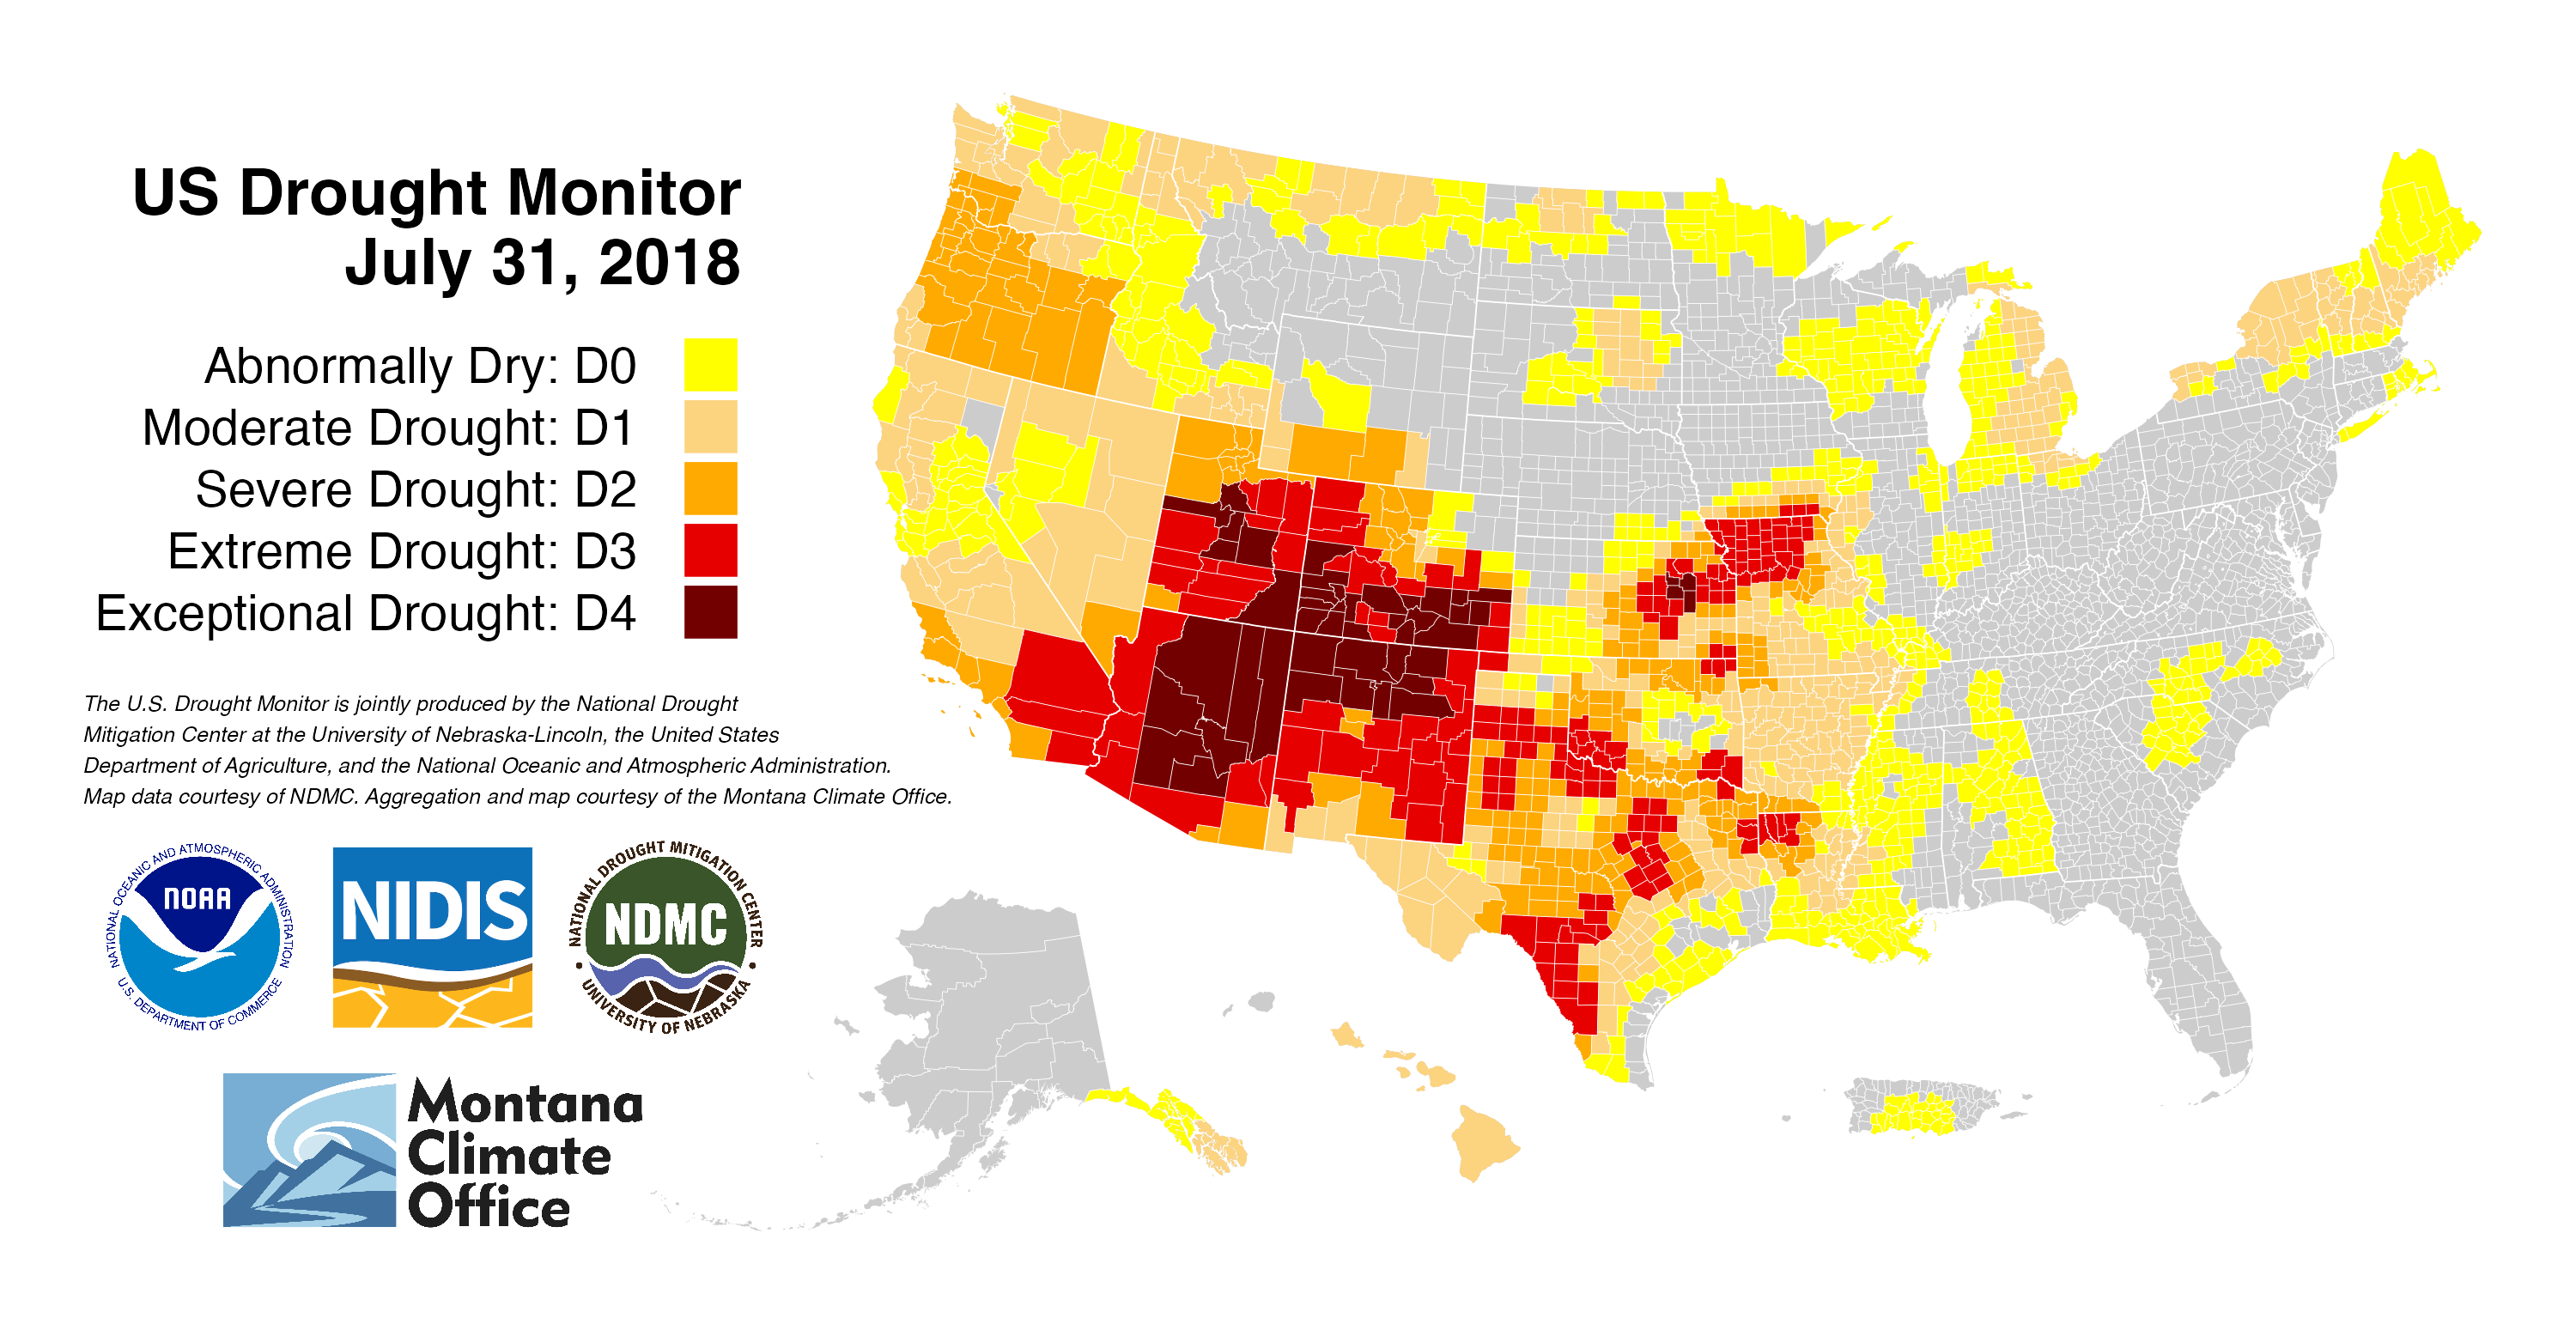 US Drought Monitor
July 31, 2018
Abnormally Dry: D0
Moderate Drought: D1
Severe Drought: D2
Extreme Drought: D3
Exceptional Drought: D4
The U.S. Drought Monitor is jointly produced by the National Drought
Mitigation Center at the University of Nebraska-Lincoln, the United States
Department of Agriculture, and the National Oceanic and Atmospheric Administration.
Map data courtesy of NDMC. Aggregation and map courtesy of the Montana Climate Office.
NATIONAL OCEANIC AND ATMOSPHERIC ADMINISTRATION
NOAA
U.S. DEPARTMENT OF COMMERCE
NIDIS
NATIONAL DROUGHT MITIGATION CENTER
NDMC
UNIVERSITY OF NEBRASKA
Montana
Climate
Office